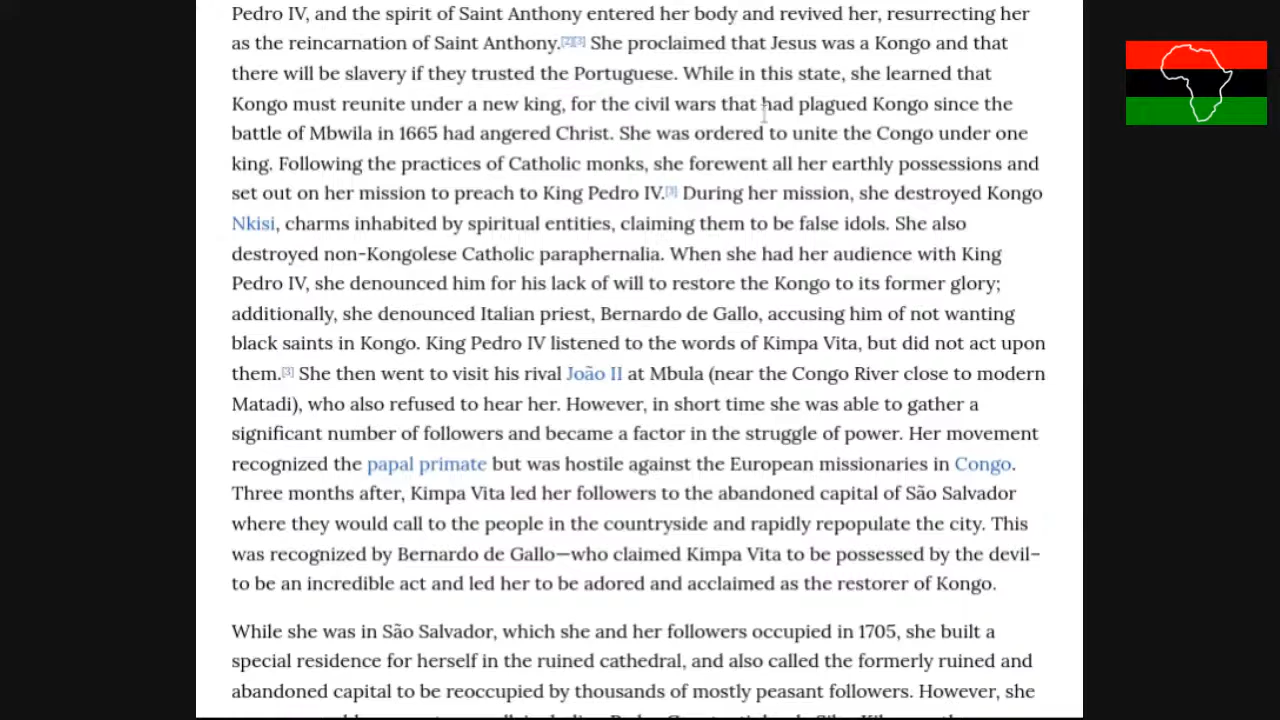 Pedro IV, and the spirit of Saint Anthony entered her body and revived her, resurrecting her
as the reincarnation of Saint Anthony.[2][3] She proclaimed that Jesus was a Kongo and that
there will be slavery if they trusted the Portuguese. While in this state, she learned that
Kongo must reunite under a new king, for the civil wars that had plagued Kongo since the
battle of Mbwila in 1665 had angered Christ. She was ordered to unite the Congo under one
king. Following the practices of Catholic monks, she forewent all her earthly possessions and
set out on her mission to preach to King Pedro IV.[3] During her mission, she destroyed Kongo
Nkisi, charms inhabited by spiritual entities, claiming them to be false idols. She also
destroyed non-Kongolese Catholic paraphernalia. When she had her audience with King
Pedro IV, she denounced him for his lack of will to restore the Kongo to its former glory;
additionally, she denounced Italian priest, Bernardo de Gallo, accusing him of not wanting
black saints in Kongo. King Pedro IV listened to the words of Kimpa Vita, but did not act upon
them.[3] She then went to visit his rival João II at Mbula (near the Congo River close to modern
Matadi), who also refused to hear her. However, in short time she was able to gather a
significant number of followers and became a factor in the struggle of power. Her movement
recognized the papal primate but was hostile against the European missionaries in Congo.
Three months after, Kimpa Vita led her followers to the abandoned capital of São Salvador
where they would call to the people in the countryside and rapidly repopulate the city. This
was recognized by Bernardo de Gallo—who claimed Kimpa Vita to be possessed by the devil–
to be an incredible act and led her to be adored and acclaimed as the restorer of Kongo.
While she was in São Salvador, which she and her followers occupied in 1705, she built a
special residence for herself in the ruined cathedral, and also called the formerly ruined and
abandoned capital to be reoccupied by thousands of mostly peasant followers. However, she